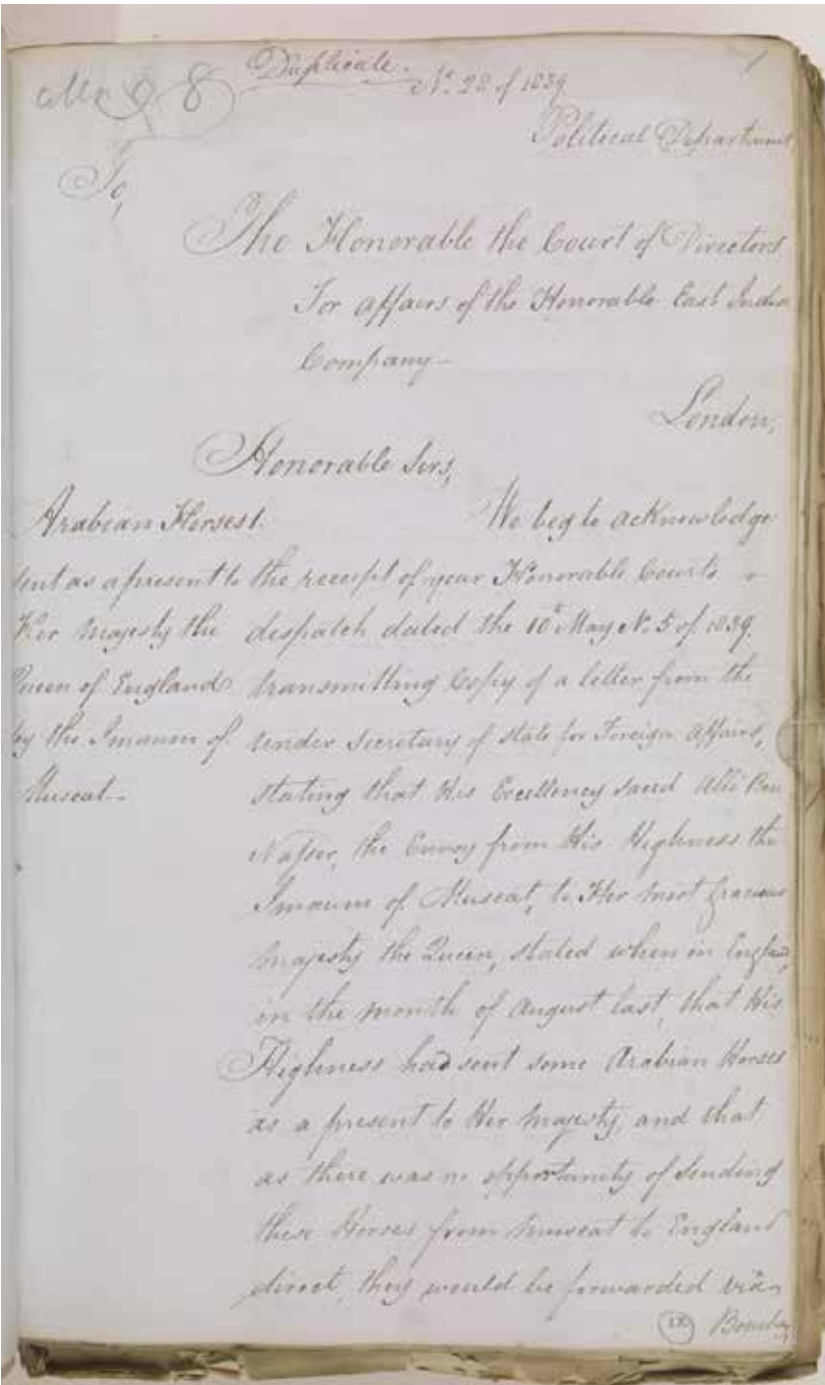 Duplicate.
No. 8
No. 28 of 1839
Political Department
To,
The Honorable the Court of Directors
For affairs of the Honorable East India
Company—
London,
Honorable Sirs,
Arabian Horses
sent as a present to
Her Majesty the
Queen of England
by the Imaum of
Muscat—
We beg to acknowledge
the receipt of your Honorable Courts
despatch dated the 10th May No. 5 of 1839
transmitting Copy of a letter from the
Under Secretary of State for Foreign Affairs,
stating that His Excellency Saeed Alli Ben
Nasser, the Envoy from His Highness the
Imaum of Muscat, to Her Most Gracious
Majesty the Queen, stated when in England,
in the month of August last, that His
Highness had sent some Arabian Horses
as a present to Her Majesty, and that
as there was no opportunity of sending
these Horses from Muscat to England
direct, they would be forwarded via
Bombay